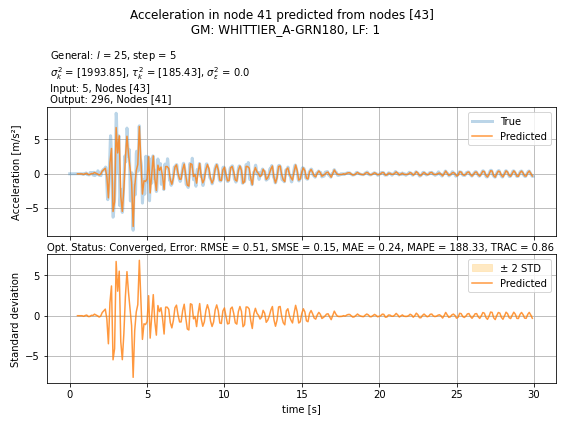 Acceleration in node 41 predicted from nodes [43]
GM: WHITTIER_A-GRN180, LF: 1
General: l = 25, step = 5
σ²ₖ = [1993.85], τ²ₖ = [185.43], σ²ε = 0.0
Input: 5, Nodes [43]
Output: 296, Nodes [41]
Acceleration [m/s²]
5
0
−5
True
Predicted
Opt. Status: Converged, Error: RMSE = 0.51, SMSE = 0.15, MAE = 0.24, MAPE = 188.33, TRAC = 0.86
Standard deviation
5
0
−5
± 2 STD
Predicted
0 5 10 15 20 25 30
time [s]